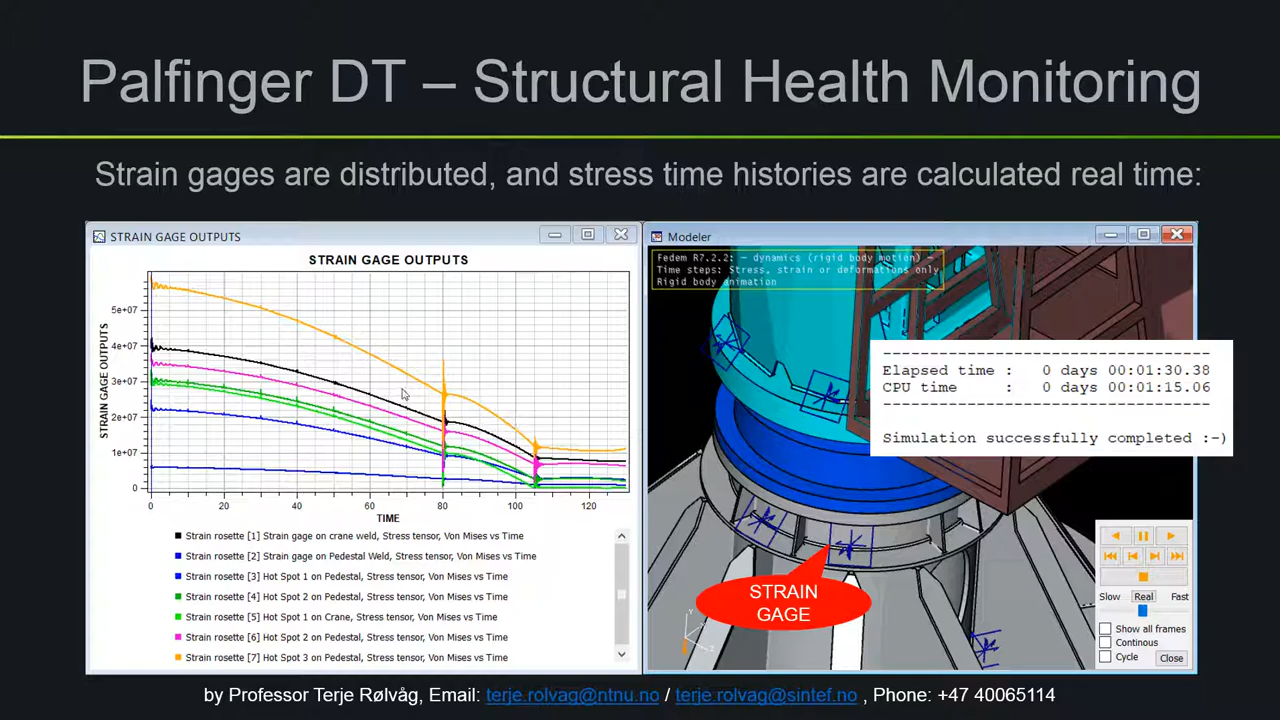 Palfinger DT – Structural Health Monitoring
Strain gages are distributed, and stress time histories are calculated real time:
STRAIN GAGE OUTPUTS
STRAIN GAGE OUTPUTS
STRAIN GAGE OUTPUTS
5e+07
4e+07
3e+07
2e+07
1e+07
0
0 20 40 60 80 100 120
TIME
Strain rosette [1] Strain gage on crane weld, Stress tensor, Von Mises vs Time
Strain rosette [2] Strain gage on Pedestal Weld, Stress tensor, Von Mises vs Time
Strain rosette [3] Hot Spot 1 on Pedestal, Stress tensor, Von Mises vs Time
Strain rosette [4] Hot Spot 2 on Pedestal, Stress tensor, Von Mises vs Time
Strain rosette [5] Hot Spot 1 on Crane, Stress tensor, Von Mises vs Time
Strain rosette [6] Hot Spot 2 on Pedestal, Stress tensor, Von Mises vs Time
Strain rosette [7] Hot Spot 3 on Pedestal, Stress tensor, Von Mises vs Time
Modeler
Fedem R7.2.2: - dynamics (rigid body motion) -
Time steps: Stress, strain or deformations only
Rigid body animation
Elapsed time : 0 days 00:01:30.38
CPU time : 0 days 00:01:15.06
Simulation successfully completed :-)
STRAIN
GAGE
Y
Z
Slow Real Fast
Show all frames
Continous
Cycle Close
by Professor Terje Rølvåg, Email: terje.rolvag@ntnu.no / terje.rolvag@sintef.no , Phone: +47 40065114